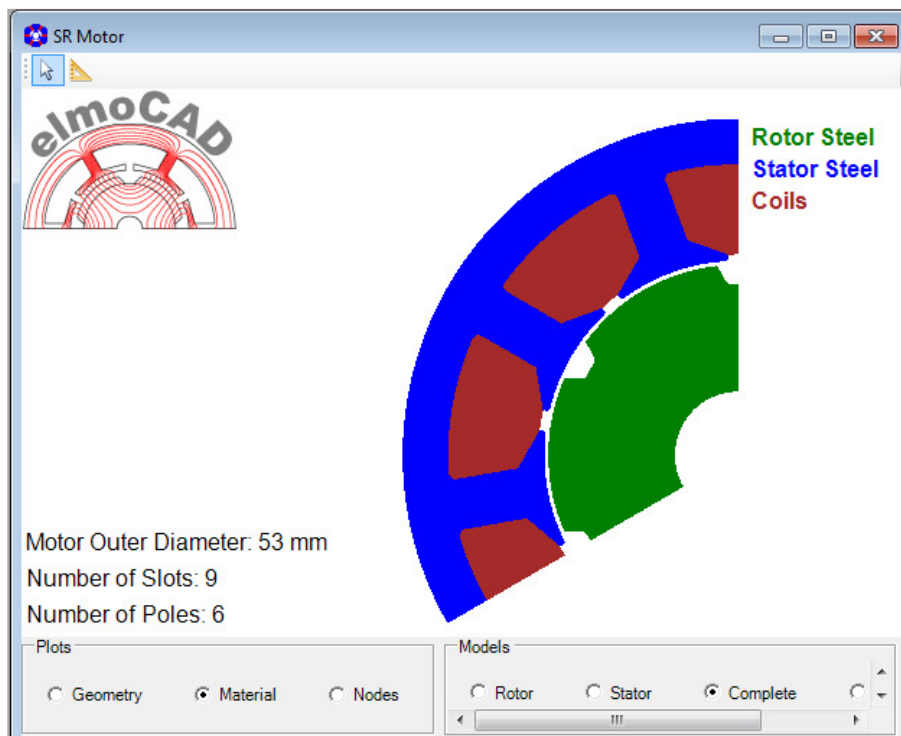 SR Motor
elmoCAD
Rotor Steel
Stator Steel
Coils
Motor Outer Diameter: 53 mm
Number of Slots: 9
Number of Poles: 6
Plots
Geometry Material Nodes
Models
Rotor Stator Complete